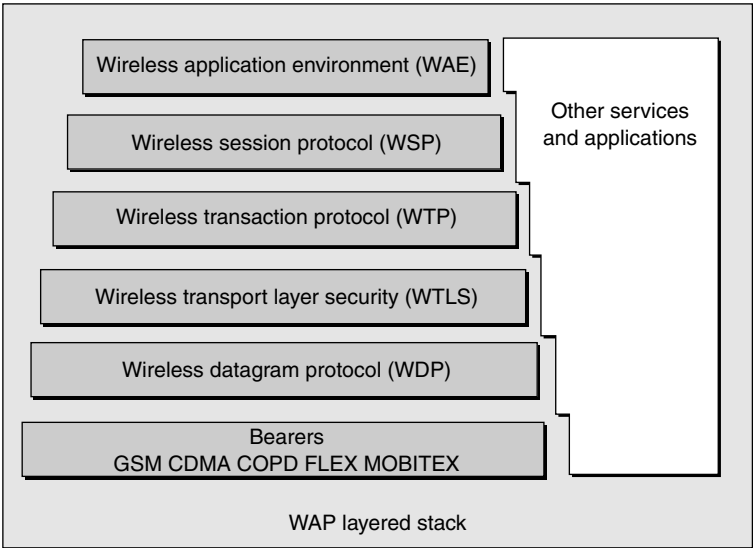 Wireless application environment (WAE)
Other services
and applications
Wireless session protocol (WSP)
Wireless transaction protocol (WTP)
Wireless transport layer security (WTLS)
Wireless datagram protocol (WDP)
Bearers
GSM CDMA COPD FLEX MOBITEX
WAP layered stack